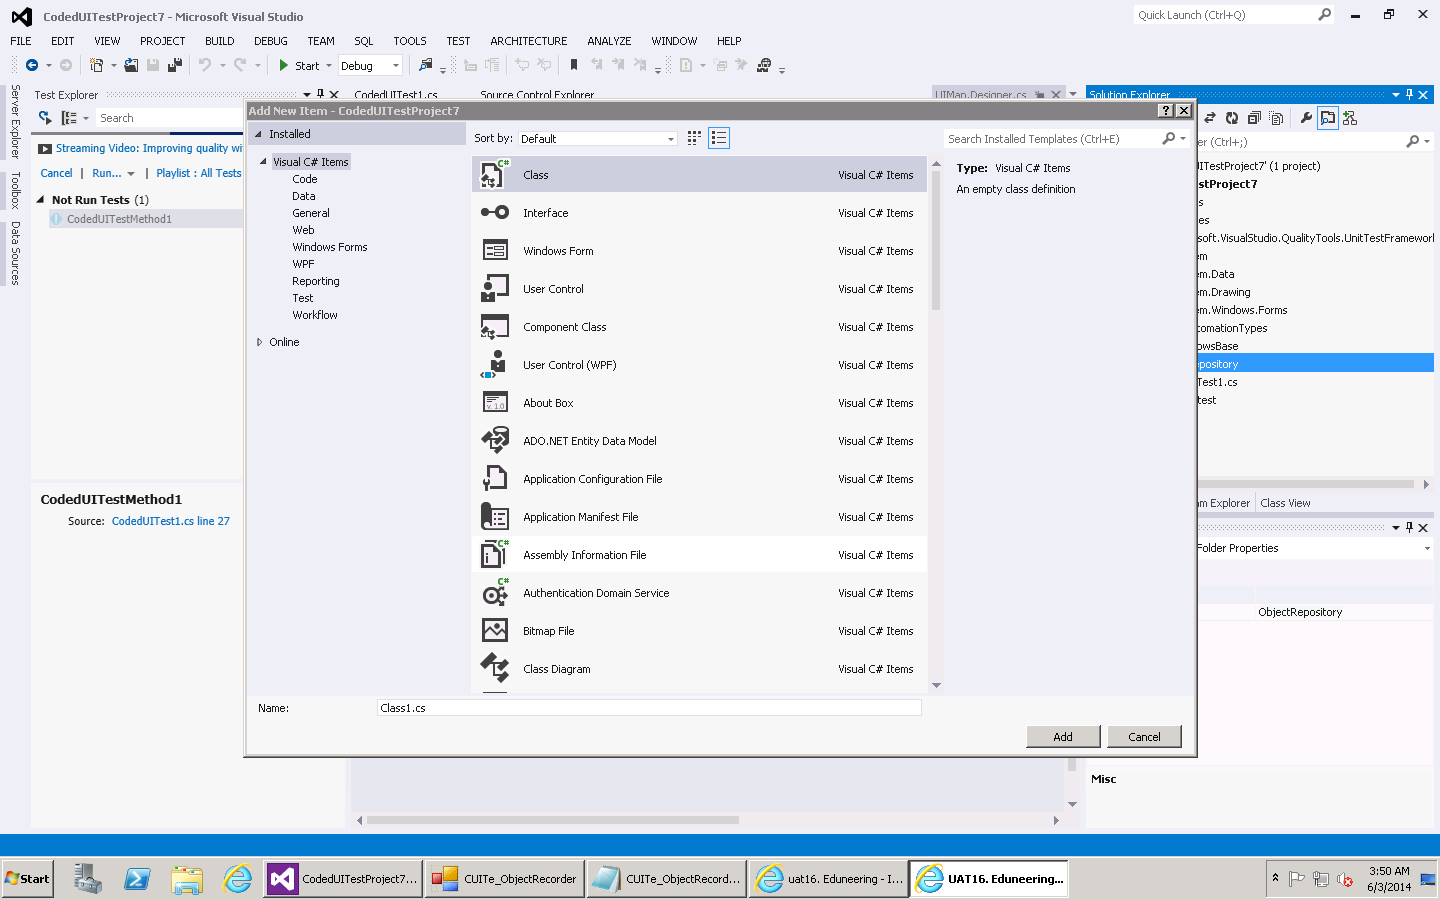 CodedUITestProject7 - Microsoft Visual Studio
Quick Launch (Ctrl+Q)
FILE EDIT VIEW PROJECT BUILD DEBUG TEAM SQL TOOLS TEST ARCHITECTURE ANALYZE WINDOW HELP
Start Debug
Server Explorer
Toolbox
Data Sources
Test Explorer
Search
Streaming Video: Improving quality wi
Cancel | Run... | Playlist : All Tests
Not Run Tests (1)
CodedUITestMethod1
CodedUITestMethod1
Source: CodedUITest1.cs line 27
CodedUITest1.cs
Source Control Explorer
UIMap.Designer.cs
Add New Item - CodedUITestProject7
Installed
Visual C# Items
Code
Data
General
Web
Windows Forms
WPF
Reporting
Test
Workflow
Online
Sort by: Default
Search Installed Templates (Ctrl+E)
Class Visual C# Items
Interface Visual C# Items
Windows Form Visual C# Items
User Control Visual C# Items
Component Class Visual C# Items
User Control (WPF) Visual C# Items
About Box Visual C# Items
ADO.NET Entity Data Model Visual C# Items
Application Configuration File Visual C# Items
Application Manifest File Visual C# Items
Assembly Information File Visual C# Items
Authentication Domain Service Visual C# Items
Bitmap File Visual C# Items
Class Diagram Visual C# Items
Type: Visual C# Items
An empty class definition
Name: Class1.cs
Add
Cancel
Solution Explorer
er (Ctrl+;)
UITestProject7' (1 project)
stProject7
s
es
soft.VisualStudio.QualityTools.UnitTestFramework
em
em.Data
em.Drawing
em.Windows.Forms
tomationTypes
owsBase
epository
Test1.cs
test
am Explorer
Class View
Folder Properties
ObjectRepository
Misc
Start
CodedUITestProject7...
CUITe_ObjectRecorder
CUITe_ObjectRecord...
uat16. Eduneering - I...
UAT16. Eduneering...
3:50 AM
6/3/2014